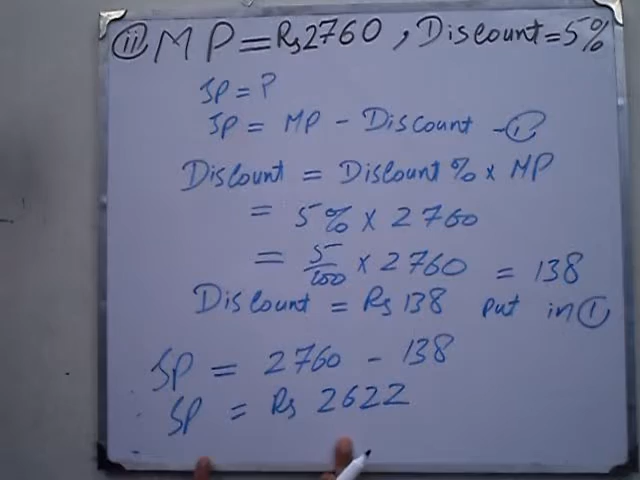 ii) MP = Rs 2760 , Discount = 5%
SP = ?
SP = MP - Discount - (1)
Discount = Discount % x MP
= 5% x 2760
= 5/100 x 2760 = 138
Discount = Rs 138 put in (1)
SP = 2760 - 138
SP = Rs 2622